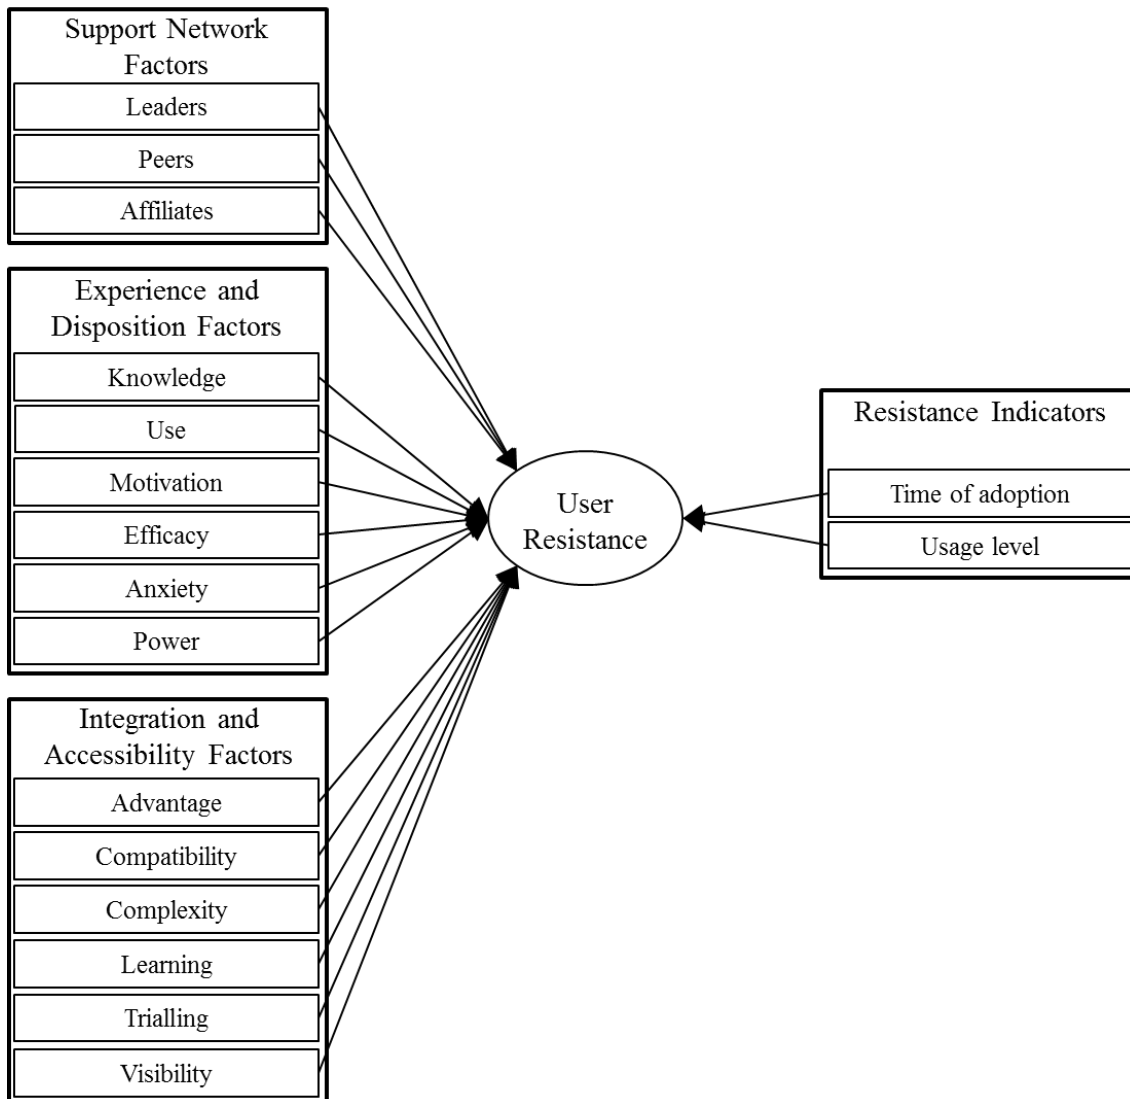 Support Network
Factors
Leaders
Peers
Affiliates
Experience and
Disposition Factors
Knowledge
Use
Motivation
Efficacy
Anxiety
Power
Integration and
Accessibility Factors
Advantage
Compatibility
Complexity
Learning
Trialling
Visibility
User
Resistance
Resistance Indicators
Time of adoption
Usage level